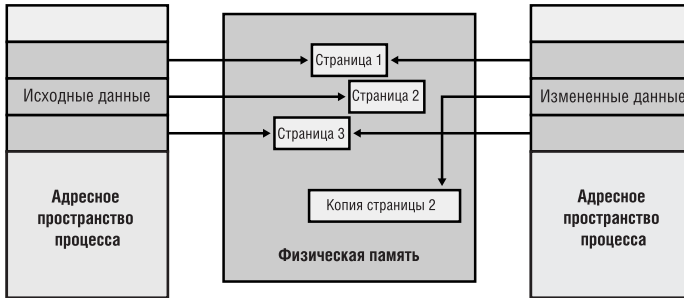 Страница 1
Исходные данные
Страница 2
Измененные данные
Страница 3
Копия страницы 2
Адресное
пространство
процесса
Физическая память
Адресное
пространство
процесса